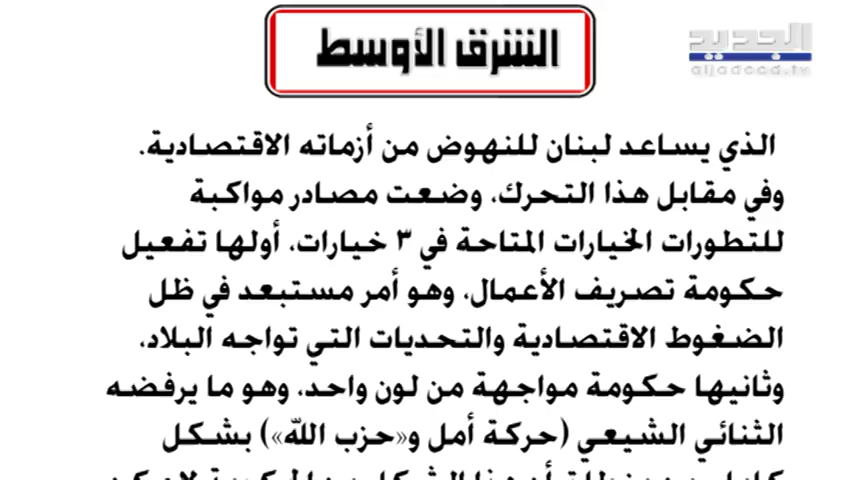 الشرق الأوسط
الجديد
aljadeed.tv
الذي يساعد لبنان للنهوض من أزماته الاقتصادية.
وفي مقابل هذا التحرك، وضعت مصادر مواكبة
للتطورات الخيارات المتاحة في ٣ خيارات، أولها تفعيل
حكومة تصريف الأعمال، وهو أمر مستبعد في ظل
الضغوط الاقتصادية والتحديات التي تواجه البلاد،
وثانيها حكومة مواجهة من لون واحد، وهو ما يرفضه
الثنائي الشيعي (حركة أمل و«حزب الله») بشكل